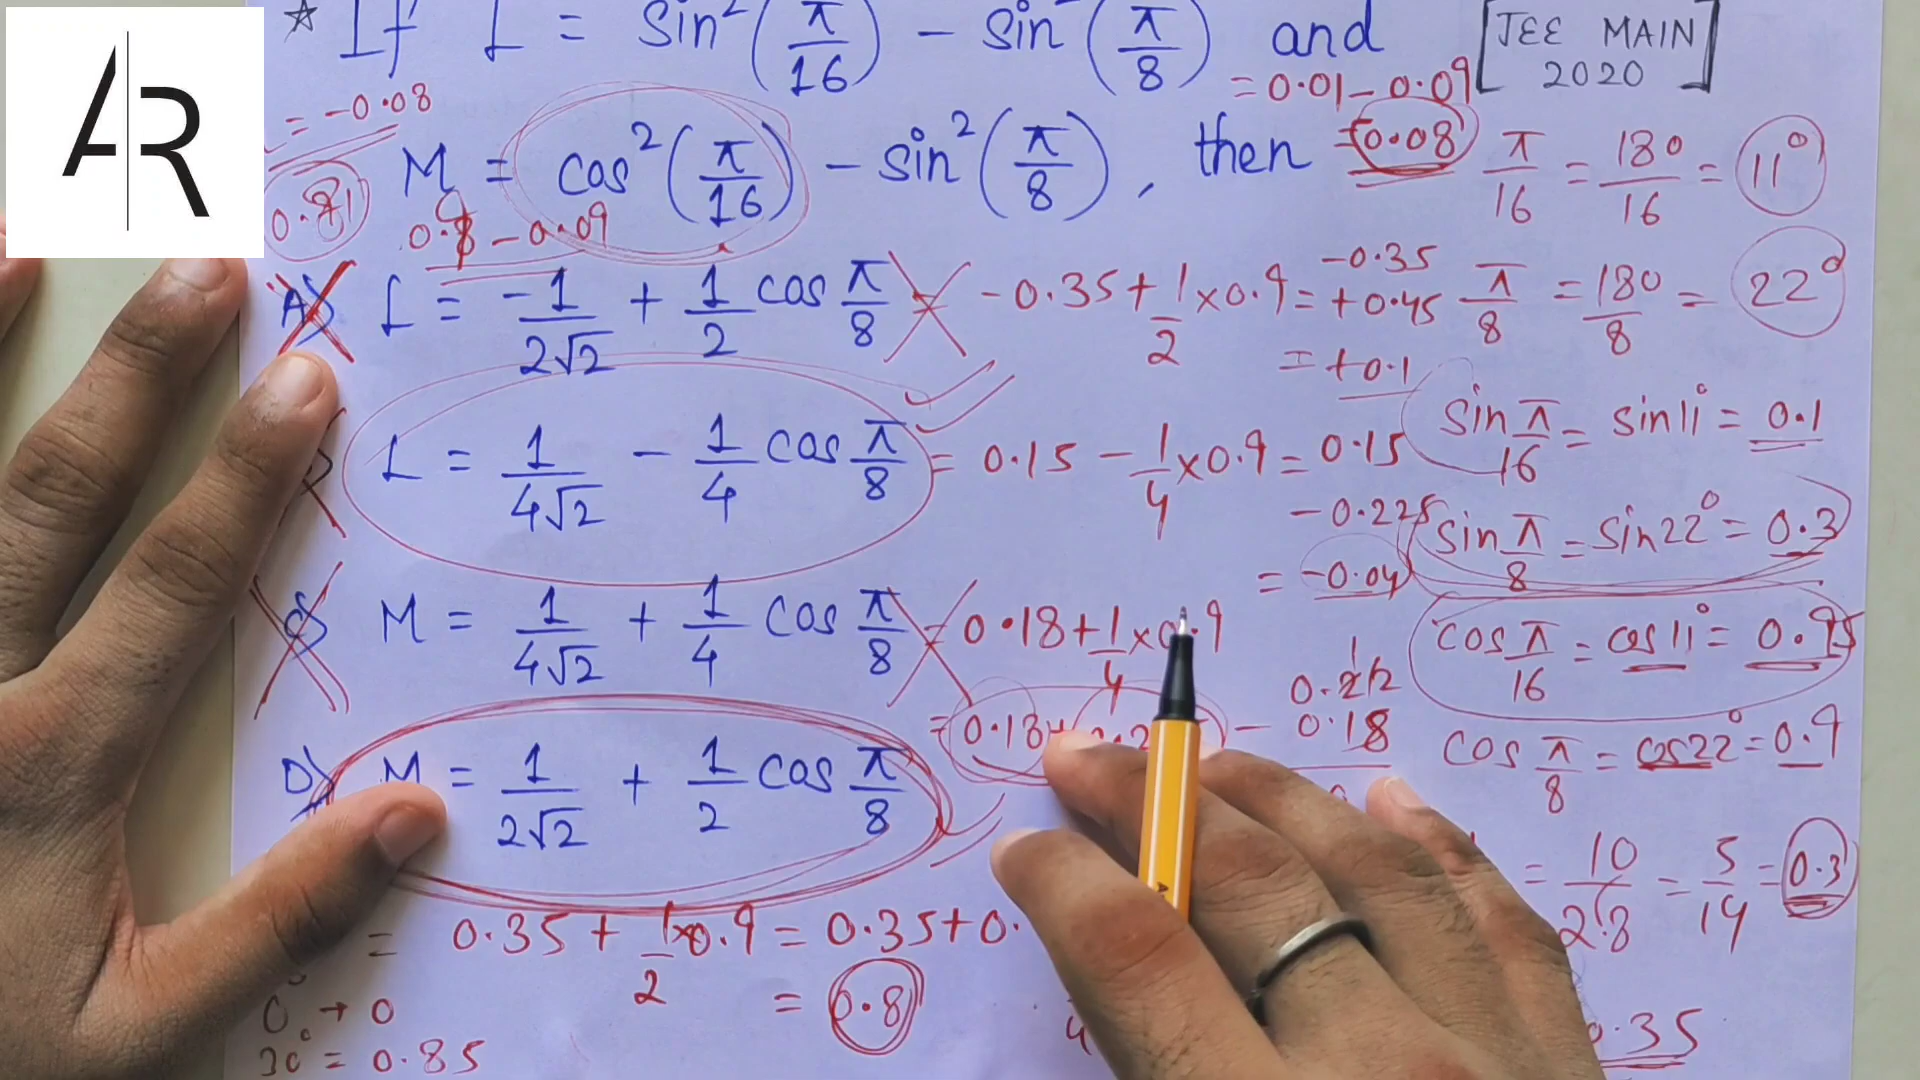 AR
☆ If L = sin²(π/16) − sin²(π/8) and
[JEE MAIN
2020]
= 0.01 − 0.09
= −0.08
M = cos²(π/16) − sin²(π/8), then
= −0.08
π/16 = 180/16 = 11°
0.81
0.9 − 0.09
A) L = −1/2√2 + 1/2 cos π/8 = −0.35 + 1/2 × 0.9 = −0.35 + 0.45
= +0.1
π/8 = 180/8 = 22°
L = 1/4√2 − 1/4 cos π/8 = 0.15 − 1/4 × 0.9 = 0.15
− 0.225
= −0.04
sin π/16 = sin 11° = 0.1
sin π/8 = sin 22° = 0.3
C) M = 1/4√2 + 1/4 cos π/8 = 0.18 + 1/4 × 0.9
cos π/16 = cos 11° = 0.95
− 0.18
cos π/8 = cos 22° = 0.9
D) M = 1/2√2 + 1/2 cos π/8
= 10/2.8 = 5/14 = 0.3
= 0.35 + 1/2 × 0.9 = 0.35 + 0.
= 0.8
0° → 0
30° = 0.85
0.35